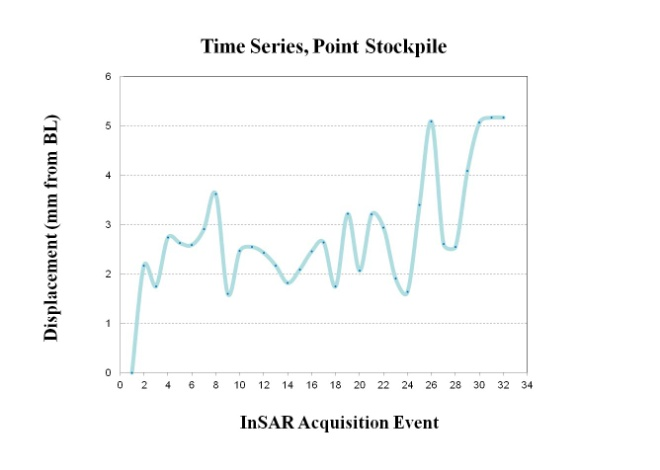 Time Series, Point Stockpile
Displacement (mm from BL)
6
5
4
3
2
1
0
0 2 4 6 8 10 12 14 16 18 20 22 24 26 28 30 32 34
InSAR Acquisition Event